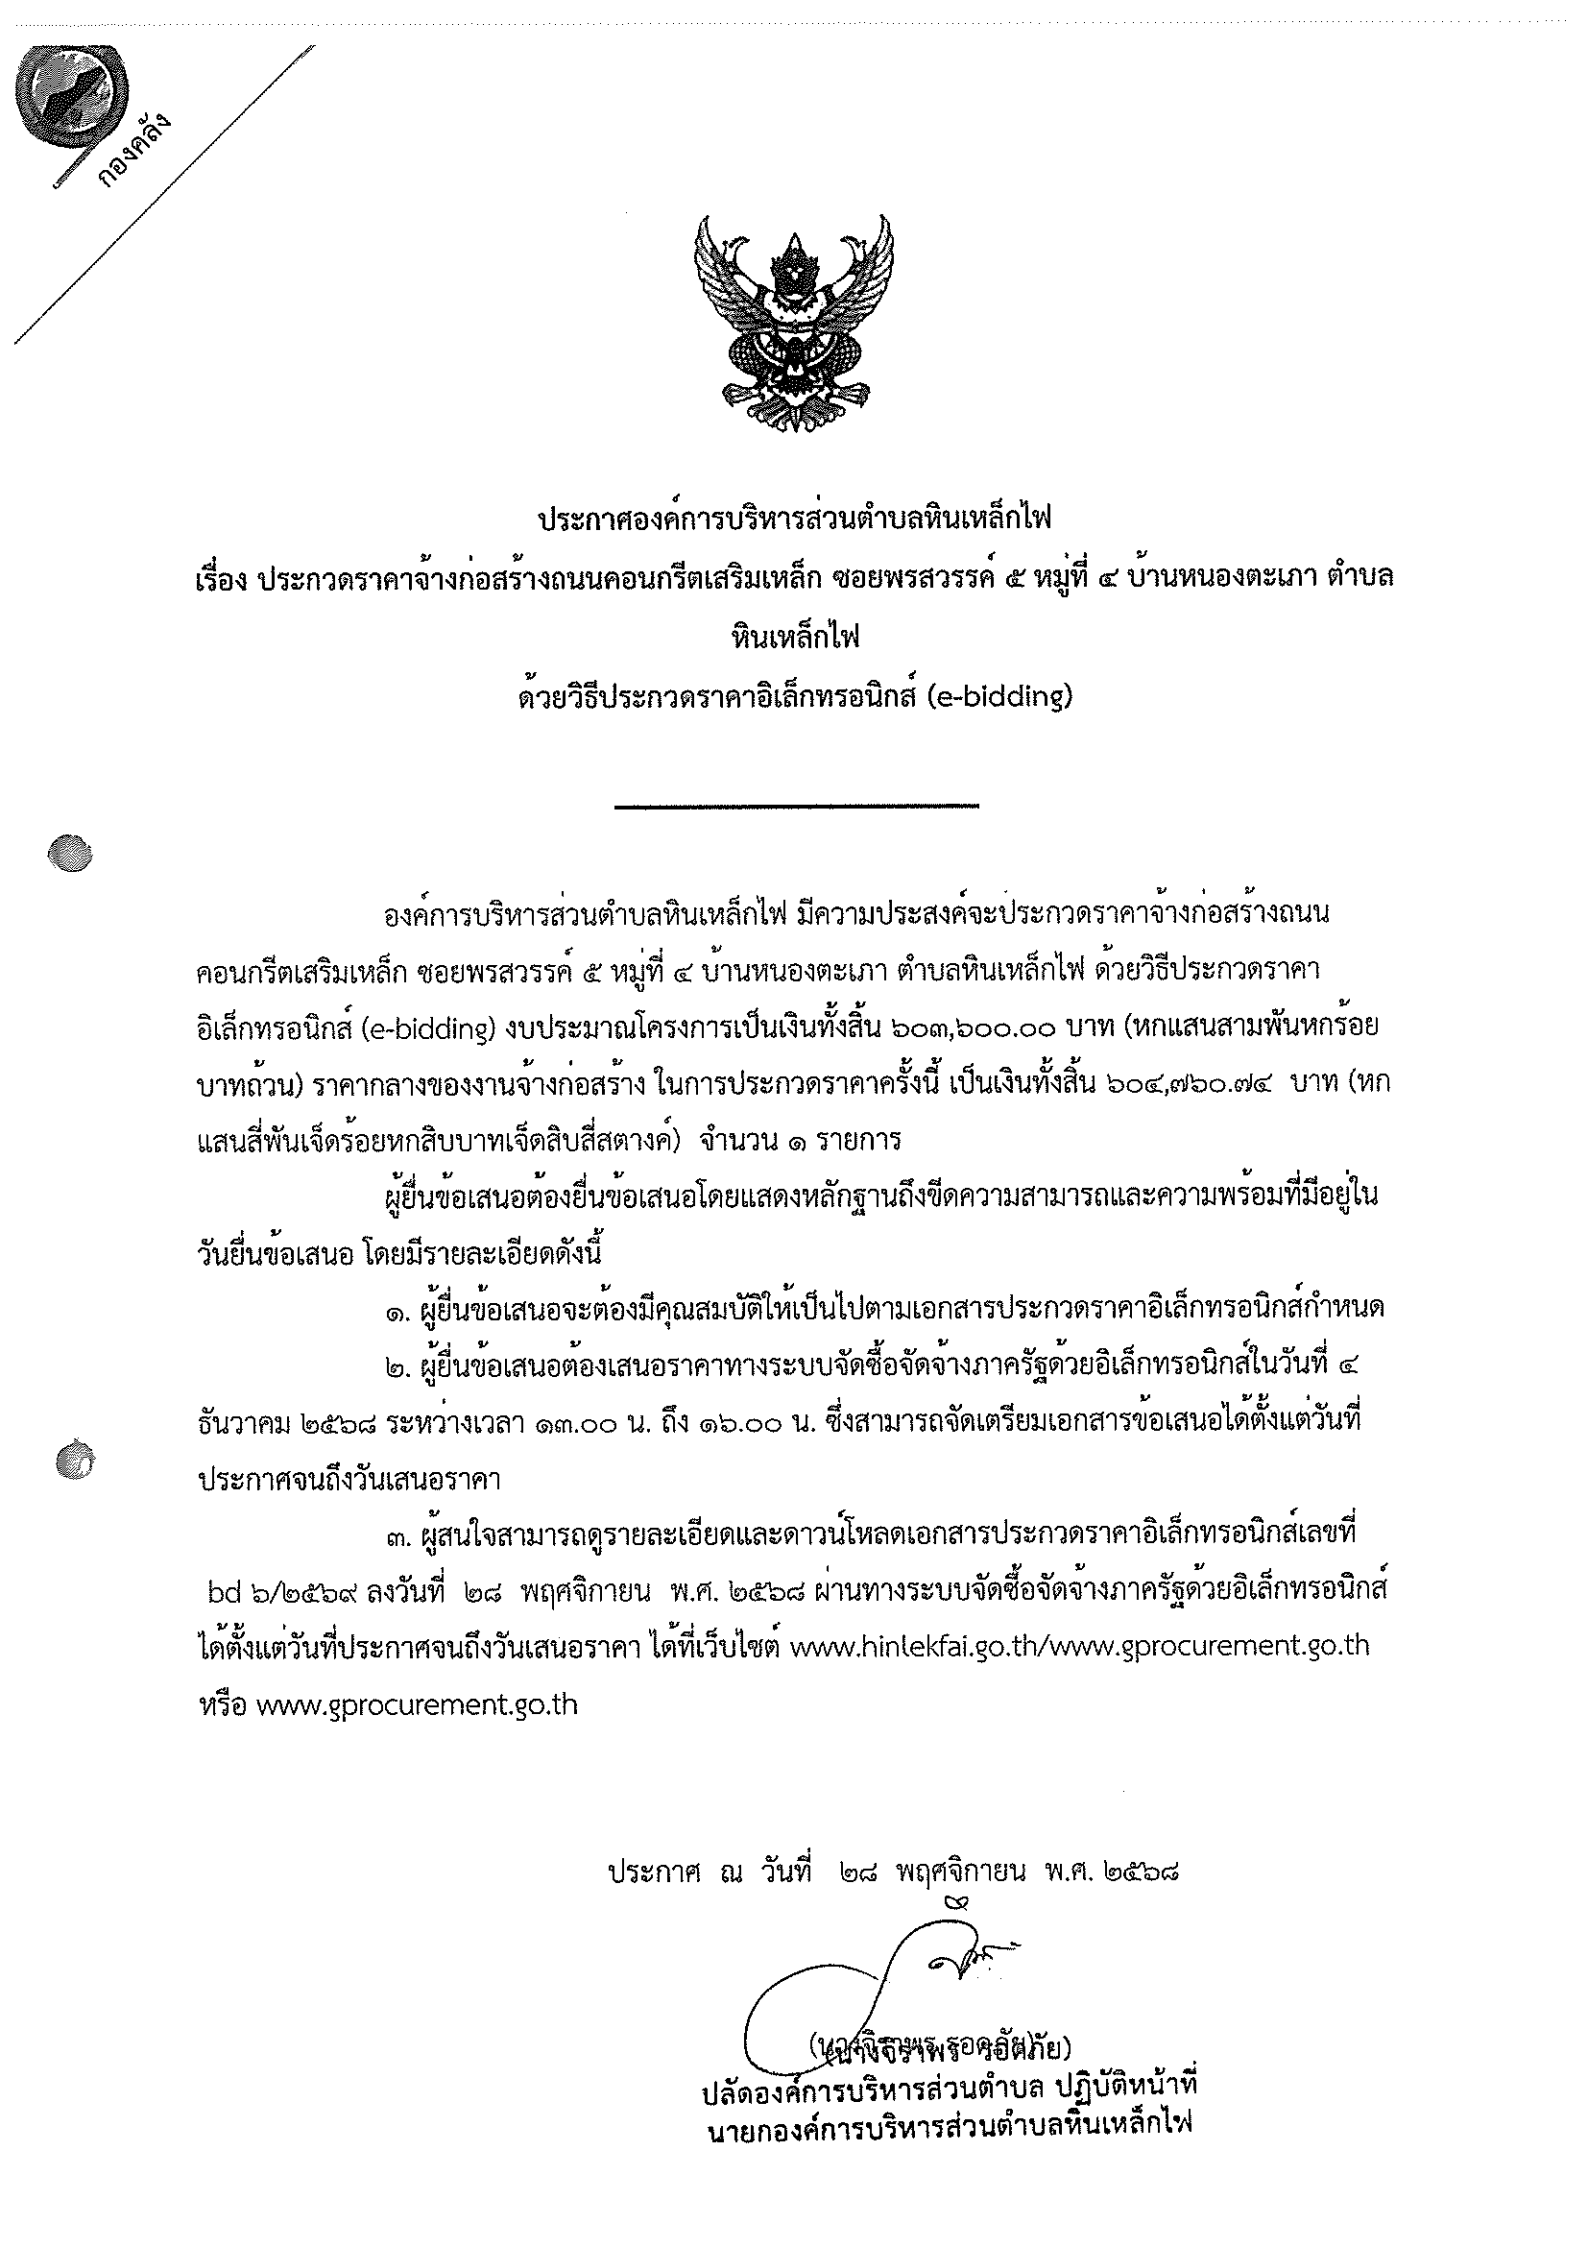 กองคลัง
ประกาศองค์การบริหารส่วนตำบลหินเหล็กไฟ
เรื่อง ประกวดราคาจ้างก่อสร้างถนนคอนกรีตเสริมเหล็ก ซอยพรสวรรค์ ๕ หมู่ที่ ๔ บ้านหนองตะเภา ตำบล
หินเหล็กไฟ
ด้วยวิธีประกวดราคาอิเล็กทรอนิกส์ (e-bidding)
องค์การบริหารส่วนตำบลหินเหล็กไฟ มีความประสงค์จะประกวดราคาจ้างก่อสร้างถนน
คอนกรีตเสริมเหล็ก ซอยพรสวรรค์ ๕ หมู่ที่ ๔ บ้านหนองตะเภา ตำบลหินเหล็กไฟ ด้วยวิธีประกวดราคา
อิเล็กทรอนิกส์ (e-bidding) งบประมาณโครงการเป็นเงินทั้งสิ้น ๖๐๓,๖๐๐.๐๐ บาท (หกแสนสามพันหกร้อย
บาทถ้วน) ราคากลางของงานจ้างก่อสร้าง ในการประกวดราคาครั้งนี้ เป็นเงินทั้งสิ้น ๖๐๔,๗๖๐.๗๔ บาท (หก
แสนสี่พันเจ็ดร้อยหกสิบบาทเจ็ดสิบสี่สตางค์) จำนวน ๑ รายการ
ผู้ยื่นข้อเสนอต้องยื่นข้อเสนอโดยแสดงหลักฐานถึงขีดความสามารถและความพร้อมที่มีอยู่ใน
วันยื่นข้อเสนอ โดยมีรายละเอียดดังนี้
๑. ผู้ยื่นข้อเสนอจะต้องมีคุณสมบัติให้เป็นไปตามเอกสารประกวดราคาอิเล็กทรอนิกส์กำหนด
๒. ผู้ยื่นข้อเสนอต้องเสนอราคาทางระบบจัดซื้อจัดจ้างภาครัฐด้วยอิเล็กทรอนิกส์ในวันที่ ๔
ธันวาคม ๒๕๖๘ ระหว่างเวลา ๑๓.๐๐ น. ถึง ๑๖.๐๐ น. ซึ่งสามารถจัดเตรียมเอกสารข้อเสนอได้ตั้งแต่วันที่
ประกาศจนถึงวันเสนอราคา
๓. ผู้สนใจสามารถดูรายละเอียดและดาวน์โหลดเอกสารประกวดราคาอิเล็กทรอนิกส์เลขที่
bd ๖/๒๕๖๙ ลงวันที่ ๒๘ พฤศจิกายน พ.ศ. ๒๕๖๘ ผ่านทางระบบจัดซื้อจัดจ้างภาครัฐด้วยอิเล็กทรอนิกส์
ได้ตั้งแต่วันที่ประกาศจนถึงวันเสนอราคา ได้ที่เว็บไซต์ www.hinlekfai.go.th/www.gprocurement.go.th
หรือ www.gprocurement.go.th
ประกาศ ณ วันที่ ๒๘ พฤศจิกายน พ.ศ. ๒๕๖๘
ปลัดองค์การบริหารส่วนตำบล ปฏิบัติหน้าที่
นายกองค์การบริหารส่วนตำบลหินเหล็กไฟ